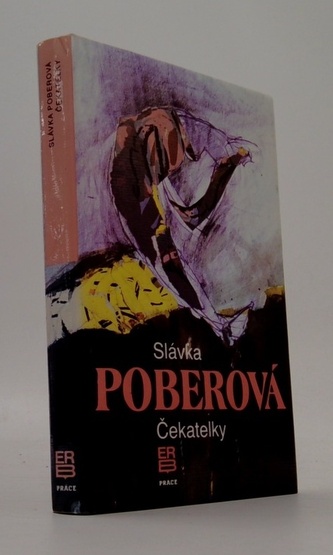 SLÁVKA POBEROVÁ
ČEKATELKY
Slávka
POBEROVÁ
Čekatelky
ERB
PRÁCE
ERB
PRÁCE